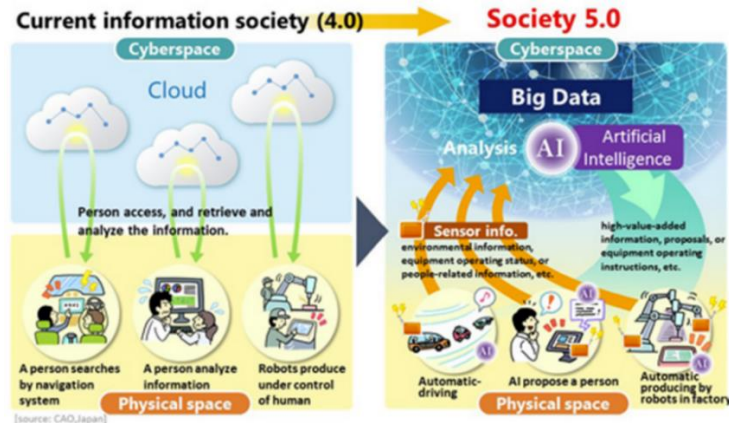 Current information society (4.0)
Cyberspace
Cloud
Person access, and retrieve and
analyze the information.
A person searches
by navigation
system
A person analyze
information
Robots produce
under control
of human
Physical space
[source: CAO,Japan]
Society 5.0
Cyberspace
Big Data
Analysis
AI
Artificial
Intelligence
Sensor info.
environmental information,
equipment operating status, or
people-related information, etc.
high-value-added
information, proposals, or
equipment operating
instructions, etc.
AI
AI
AI
Automatic-
driving
AI propose a person
Automatic
producing by
robots in factory
Physical space